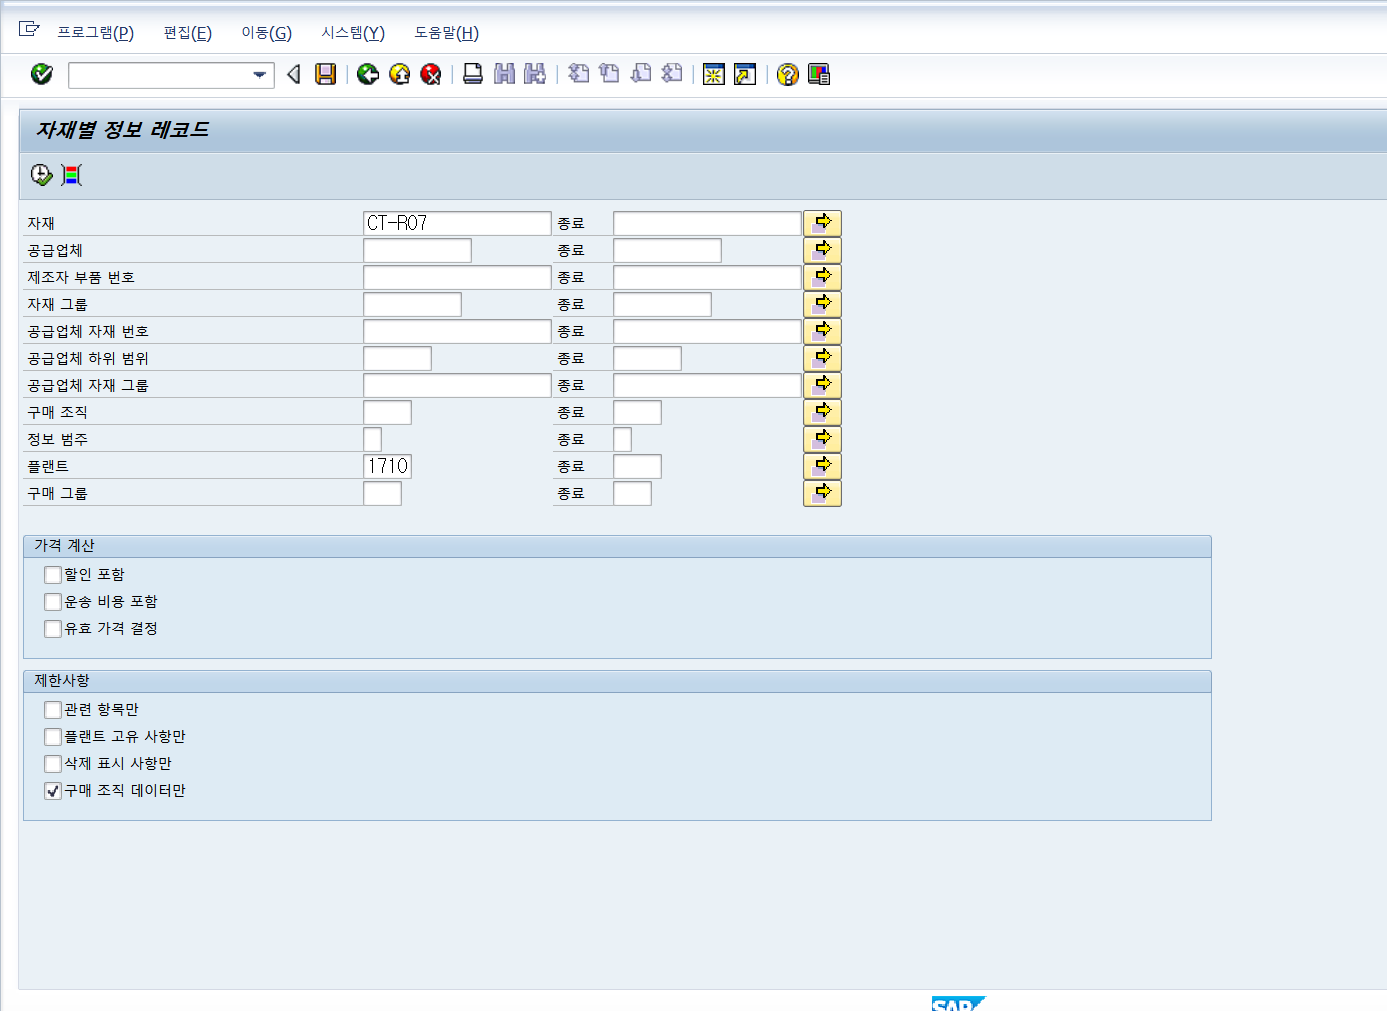 프로그램(P) 편집(E) 이동(G) 시스템(Y) 도움말(H)
자재별 정보 레코드
자재 CT-R07 종료
공급업체 종료
제조자 부품 번호 종료
자재 그룹 종료
공급업체 자재 번호 종료
공급업체 하위 범위 종료
공급업체 자재 그룹 종료
구매 조직 종료
정보 범주 종료
플랜트 1710 종료
구매 그룹 종료
가격 계산
할인 포함
운송 비용 포함
유효 가격 결정
제한사항
관련 항목만
플랜트 고유 사항만
삭제 표시 사항만
구매 조직 데이터만
SAP